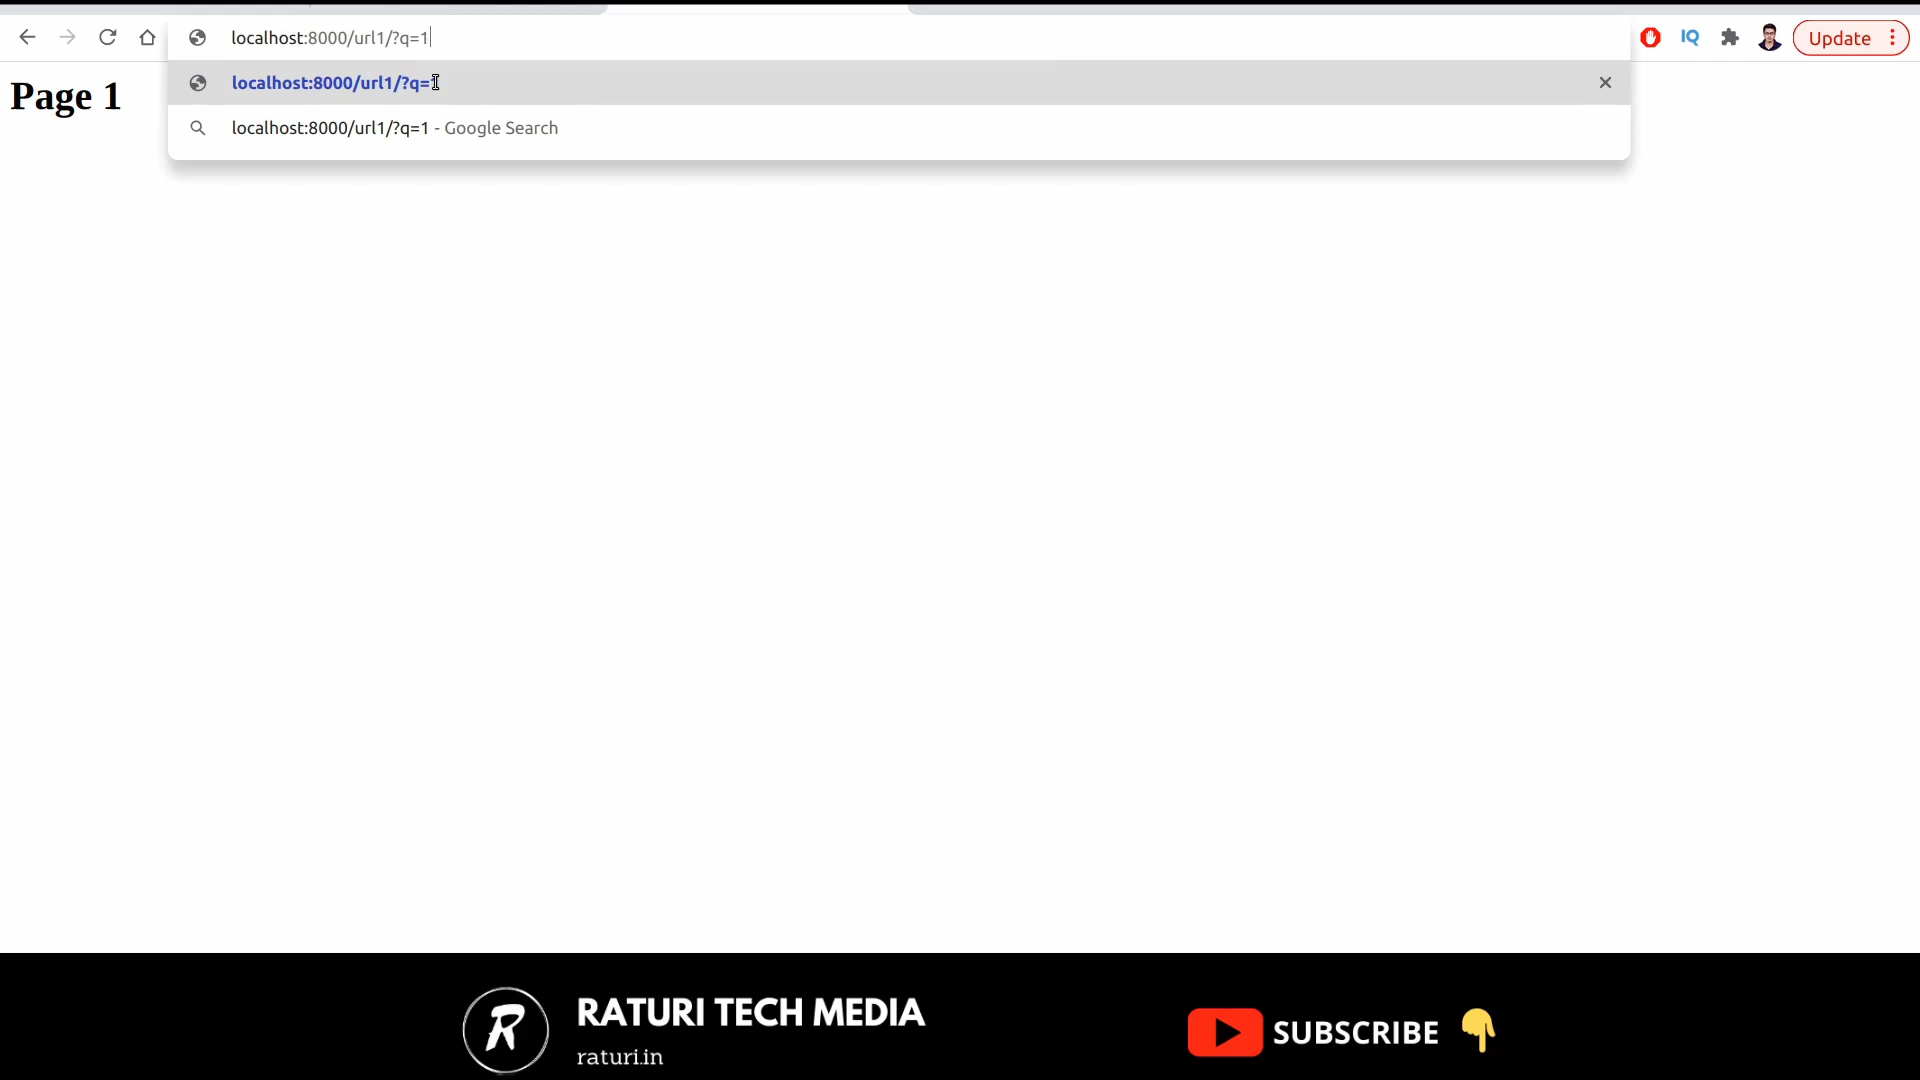 localhost:8000/url1/?q=1
IQ
Update
localhost:8000/url1/?q=1
Page 1
localhost:8000/url1/?q=1 - Google Search
R
RATURI TECH MEDIA
raturi.in
SUBSCRIBE